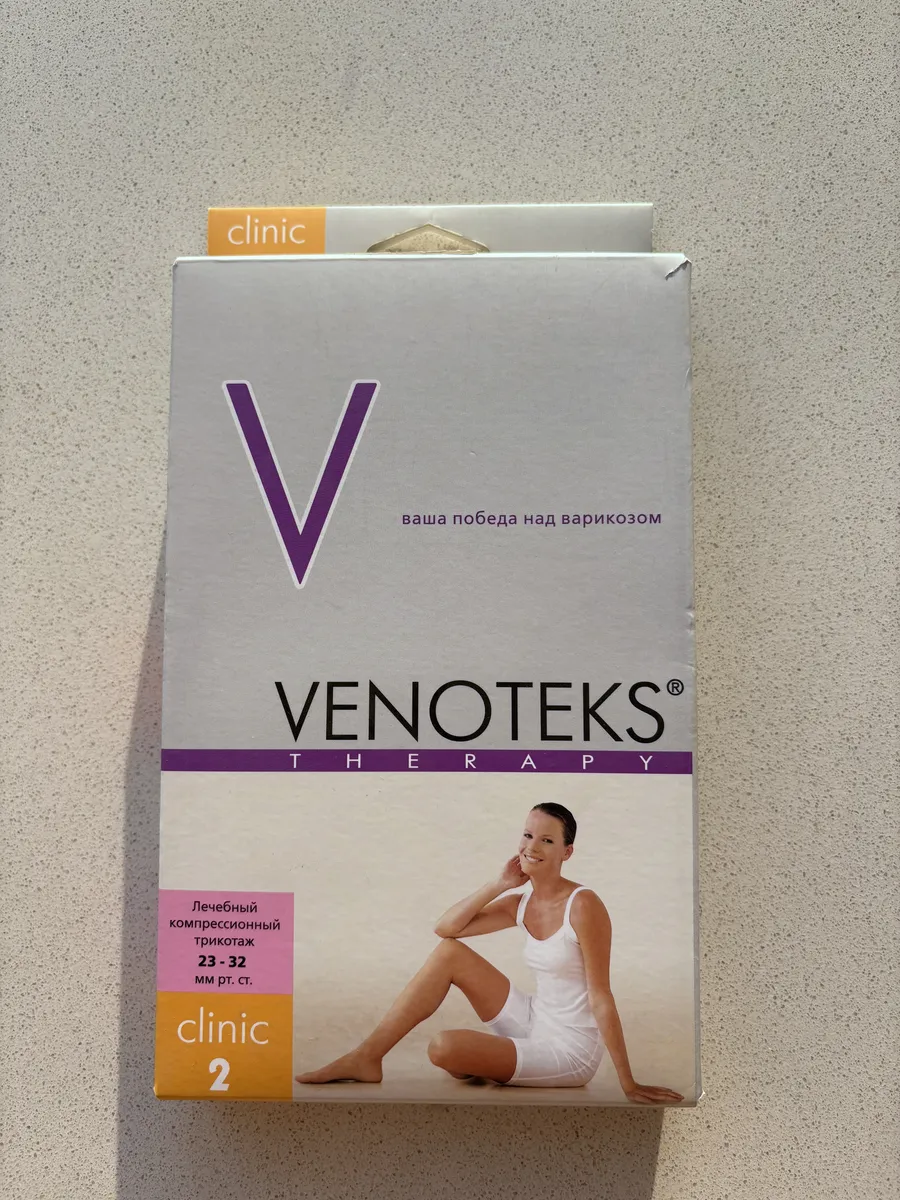 clinic
V
ваша победа над варикозом
VENOTEKS®
THERAPY
Лечебный
компрессионный
трикотаж
23 - 32
мм рт. ст.
clinic
2